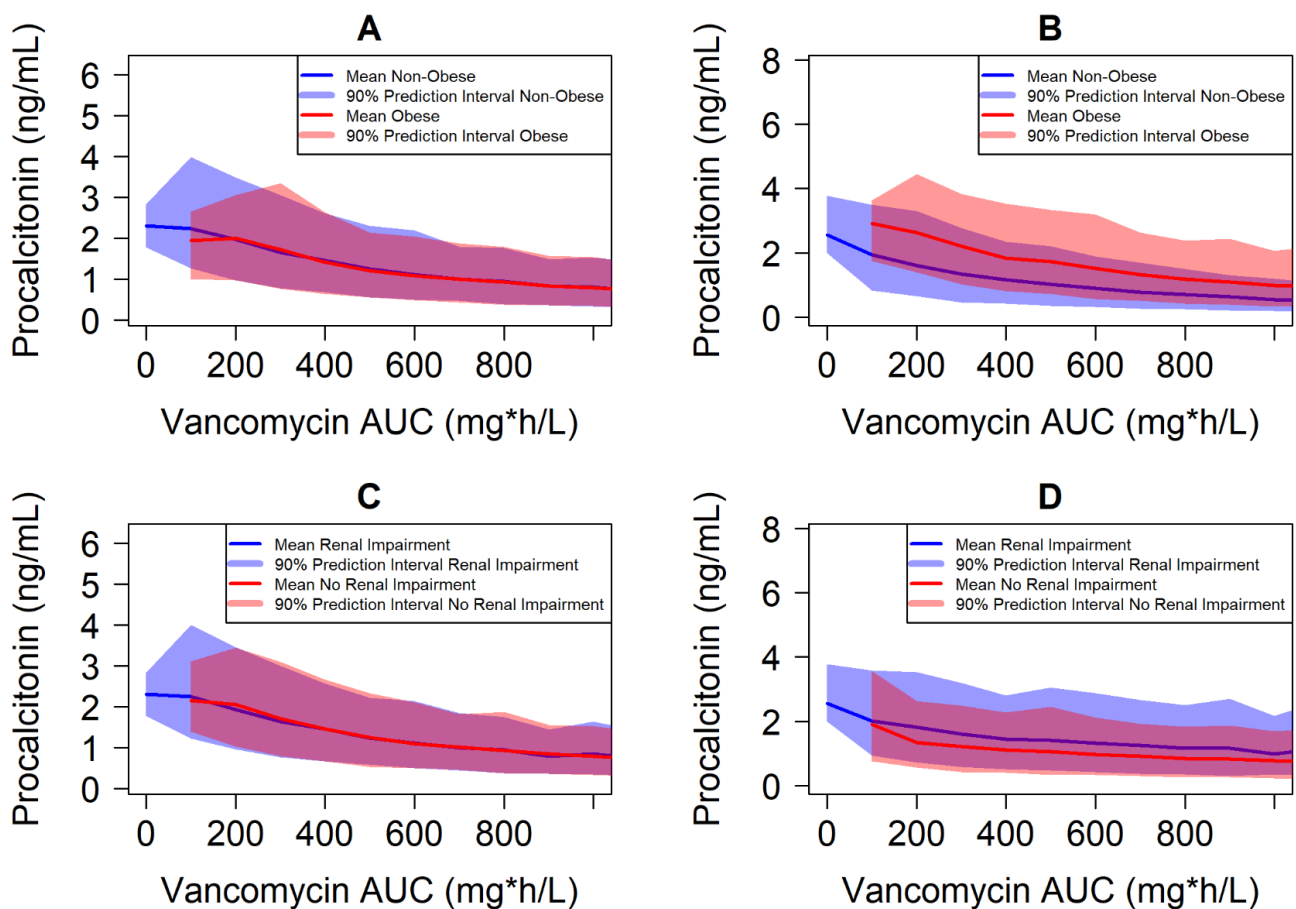 A
Procalcitonin (ng/mL)
6
5
4
3
2
1
0
Mean Non-Obese
90% Prediction Interval Non-Obese
Mean Obese
90% Prediction Interval Obese
0 200 400 600 800
Vancomycin AUC (mg*h/L)
B
Procalcitonin (ng/mL)
8
6
4
2
0
Mean Non-Obese
90% Prediction Interval Non-Obese
Mean Obese
90% Prediction Interval Obese
0 200 400 600 800
Vancomycin AUC (mg*h/L)
C
Procalcitonin (ng/mL)
6
5
4
3
2
1
0
Mean Renal Impairment
90% Prediction Interval Renal Impairment
Mean No Renal Impairment
90% Prediction Interval No Renal Impairment
0 200 400 600 800
Vancomycin AUC (mg*h/L)
D
Procalcitonin (ng/mL)
8
6
4
2
0
Mean Renal Impairment
90% Prediction Interval Renal Impairment
Mean No Renal Impairment
90% Prediction Interval No Renal Impairment
0 200 400 600 800
Vancomycin AUC (mg*h/L)